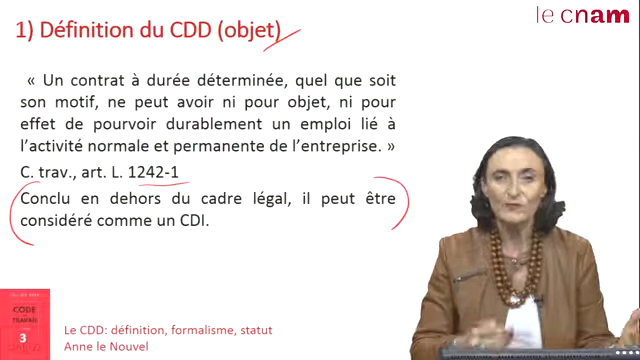 le cnam
1) Définition du CDD (objet)
« Un contrat à durée déterminée, quel que soit
son motif, ne peut avoir ni pour objet, ni pour
effet de pourvoir durablement un emploi lié à
l’activité normale et permanente de l’entreprise. »
C. trav., art. L. 1242-1
Conclu en dehors du cadre légal, il peut être
considéré comme un CDI.
CODE
TRAVAIL
3
Le CDD: définition, formalisme, statut
Anne le Nouvel